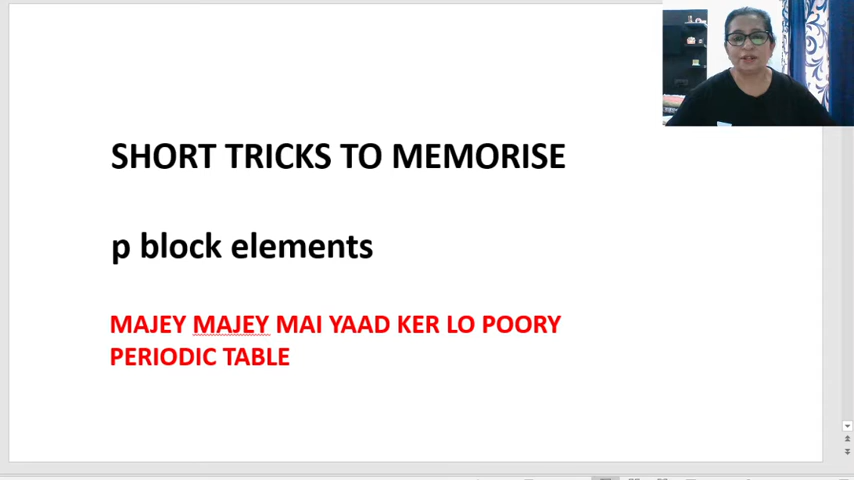 SHORT TRICKS TO MEMORISE
p block elements
MAJEY MAJEY MAI YAAD KER LO POORY
PERIODIC TABLE